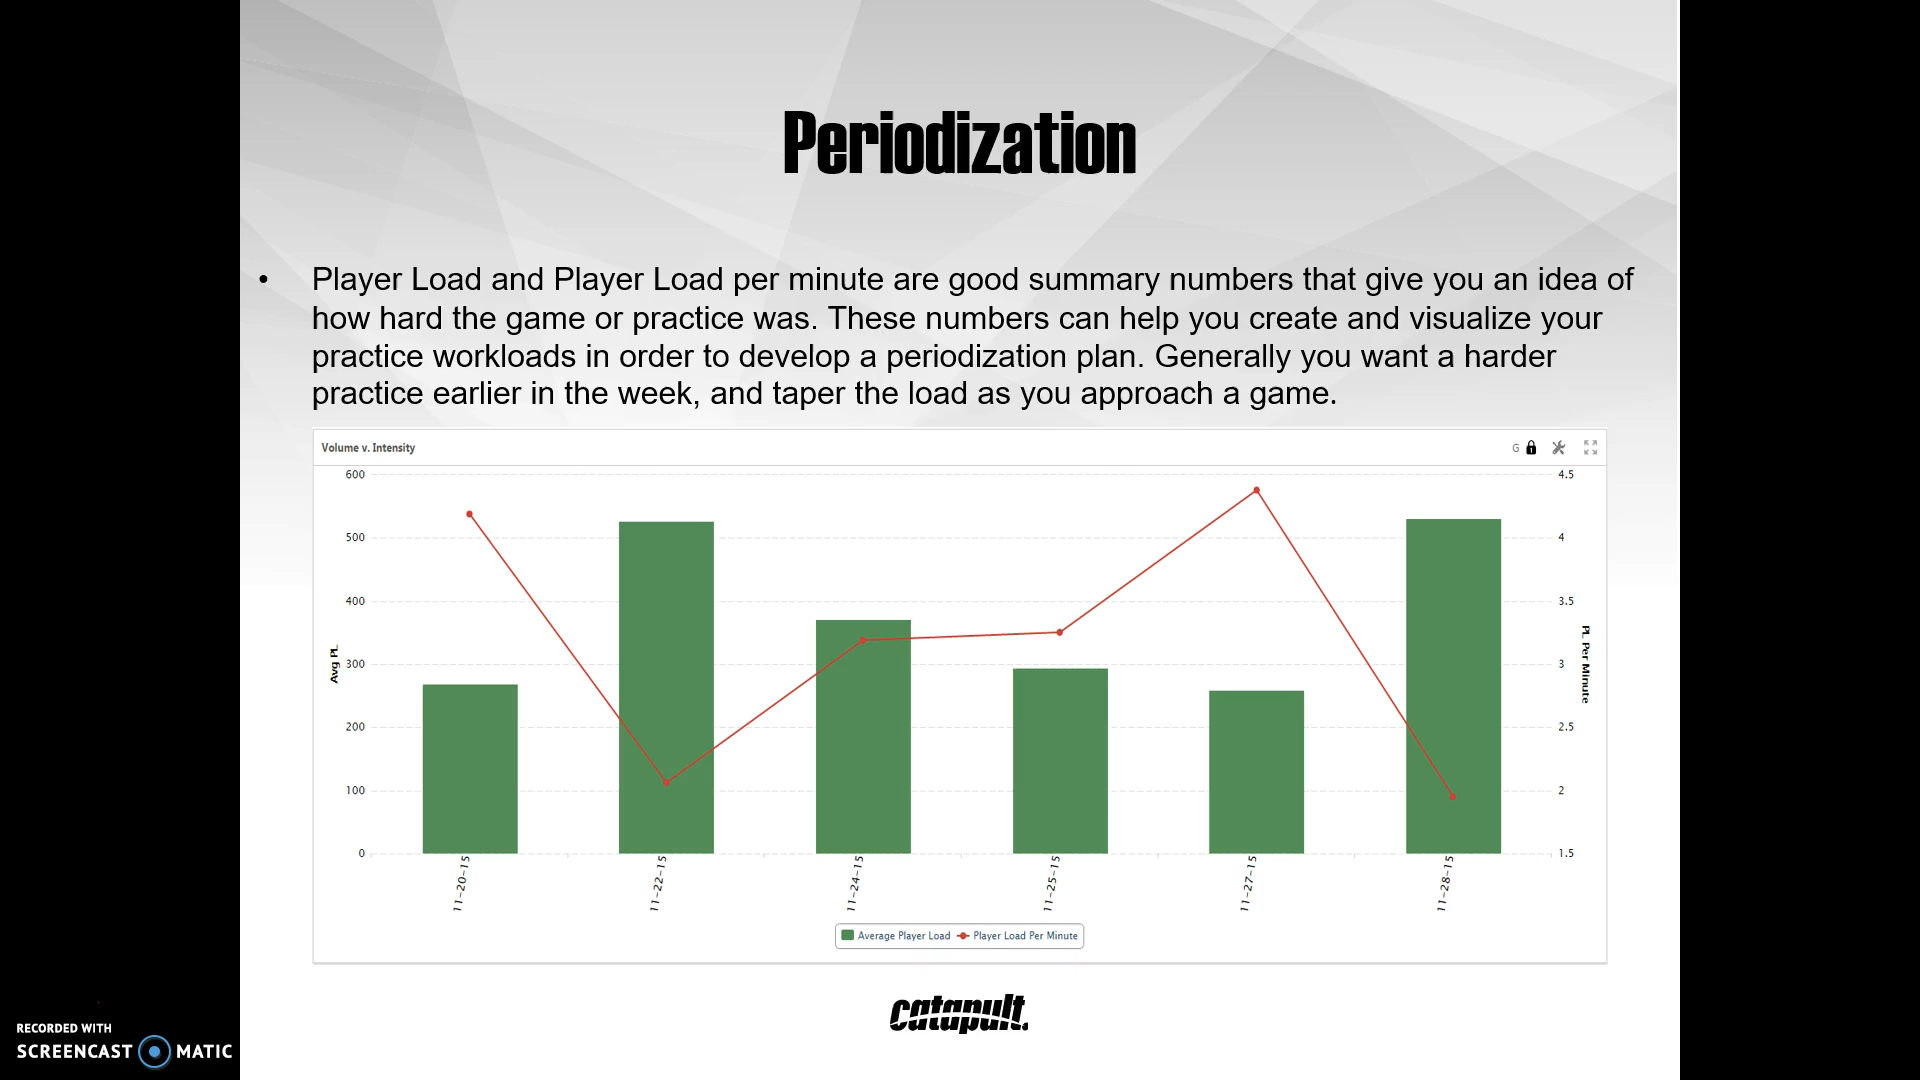 Periodization
• Player Load and Player Load per minute are good summary numbers that give you an idea of
how hard the game or practice was. These numbers can help you create and visualize your
practice workloads in order to develop a periodization plan. Generally you want a harder
practice earlier in the week, and taper the load as you approach a game.
Volume v. Intensity
G
600
500
400
300
200
100
0
Avg PL
4.5
4
3.5
3
2.5
2
1.5
PL Per Minute
11-20-15
11-22-15
11-24-15
11-25-15
11-27-15
11-28-15
Average Player Load Player Load Per Minute
catapult
RECORDED WITH
SCREENCAST MATIC